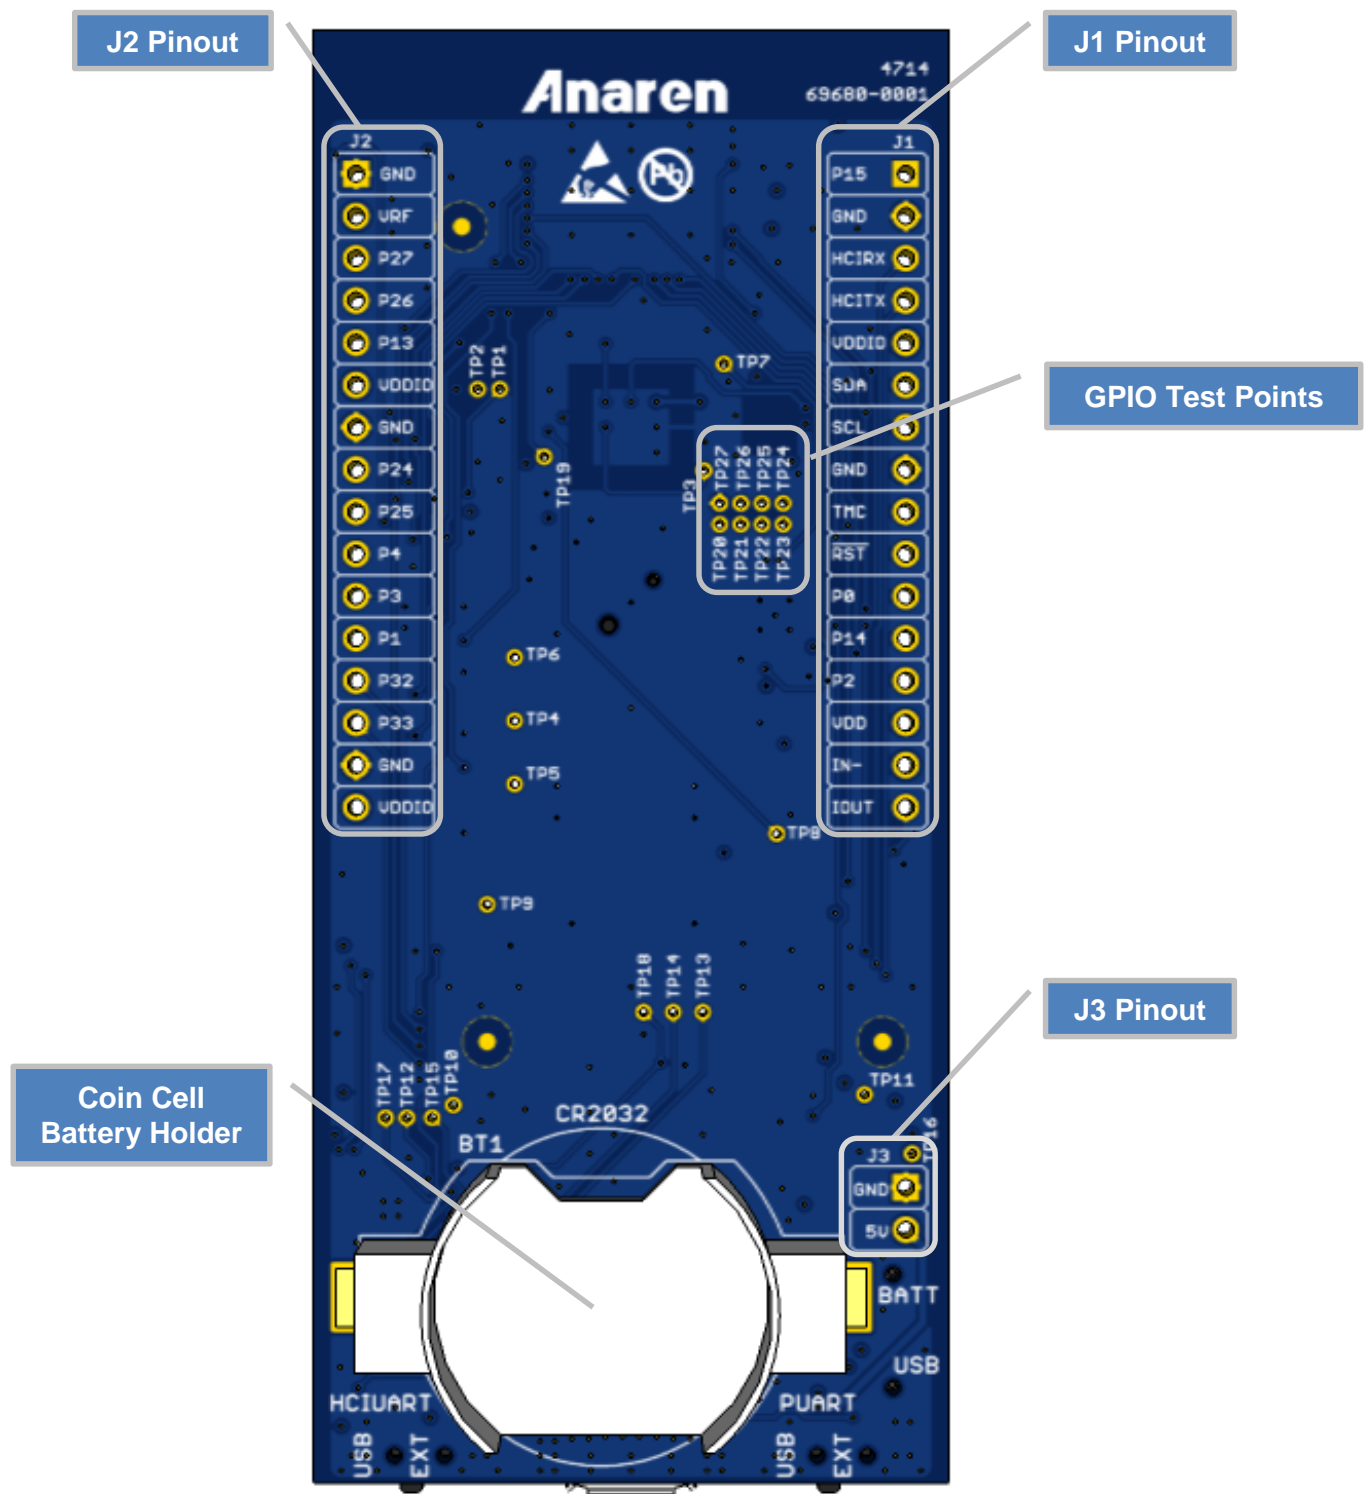 J2 Pinout
J1 Pinout
Anaren
4714
69680-0001
J2
GND
VRF
P27
P26
P13
VDDIO
GND
P24
P25
P4
P3
P1
P32
P33
GND
VDDIO
J1
P15
GND
HCIRX
HCITX
VDDIO
SDA
SCL
GND
TMC
RST
P0
P14
P2
VDD
IN-
IOUT
Pb
TP2
TP1
TP7
GPIO Test Points
TP19
TP3
TP27
TP26
TP25
TP24
TP20
TP21
TP22
TP23
TP6
TP4
TP5
TP8
TP9
TP18
TP14
TP13
J3 Pinout
TP17
TP12
TP15
TP10
TP11
Coin Cell
Battery Holder
CR2032
BT1
TP16
J3
GND
5V
BATT
USB
HCIUART
PUART
USB
EXT
USB
EXT